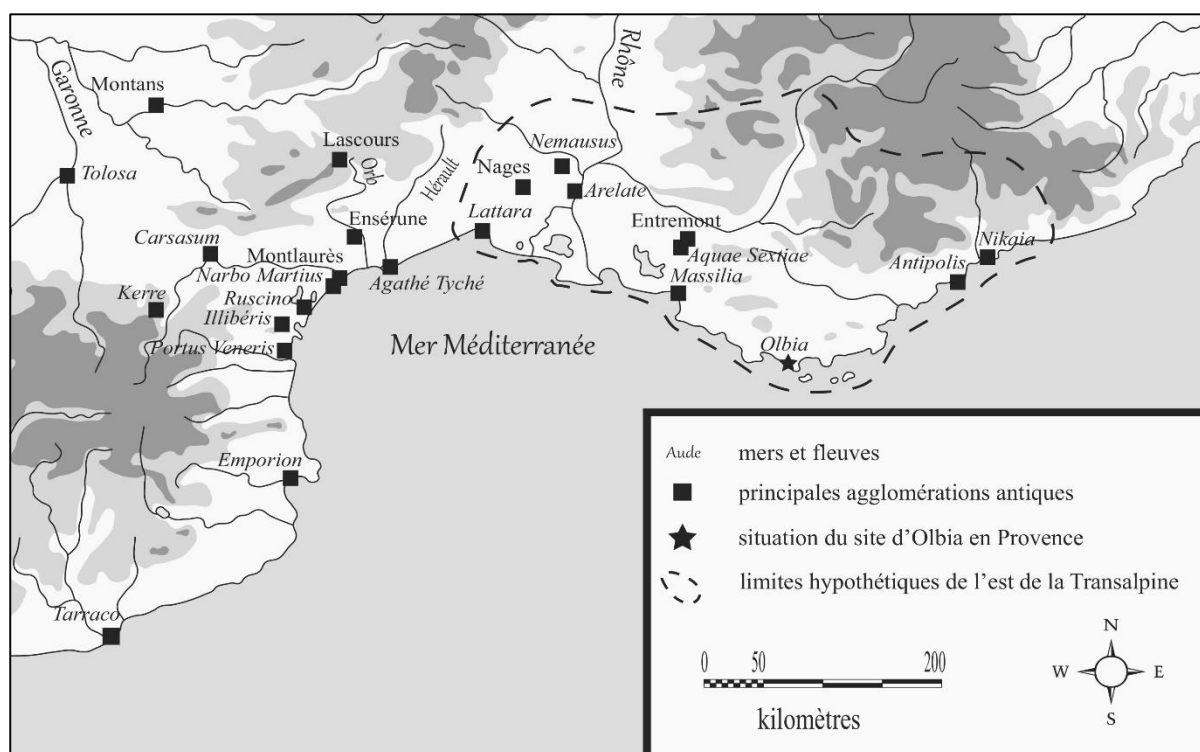 Garonne
Montans
Tolosa
Lascours
Orb
Hérault
Rhône
Nemausus
Nages
Arelate
Lattara
Ensérune
Carsasum
Montlaurès
Narbo Martius
Agathé Tyché
Kerre
Ruscino
Illibéris
Portus Veneris
Entremont
Aquae Sextiae
Massilia
Nikaia
Antipolis
Olbia
Mer Méditerranée
Emporion
Tarraco
Aude mers et fleuves
principales agglomérations antiques
situation du site d’Olbia en Provence
limites hypothétiques de l’est de la Transalpine
0 50 200
kilomètres
N
W E
S